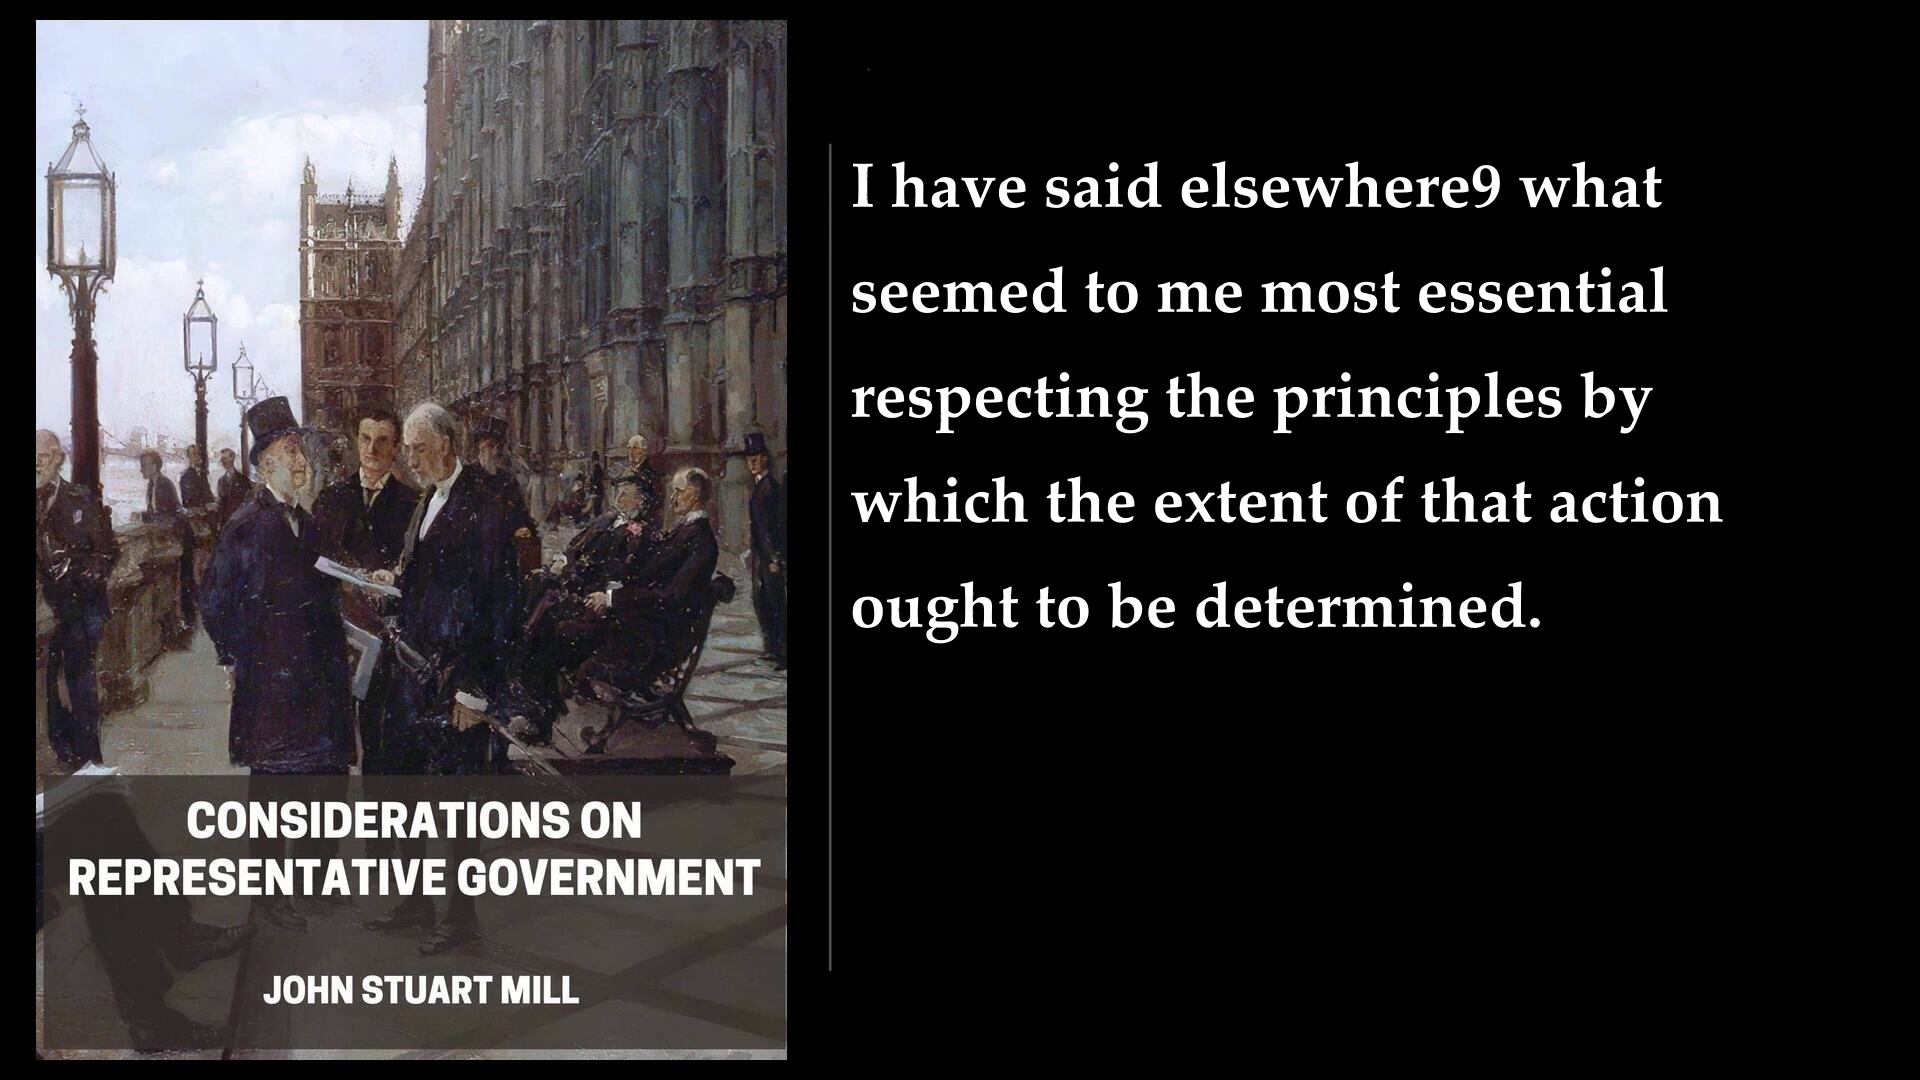 I have said elsewhere9 what
seemed to me most essential
respecting the principles by
which the extent of that action
ought to be determined.
CONSIDERATIONS ON
REPRESENTATIVE GOVERNMENT
JOHN STUART MILL